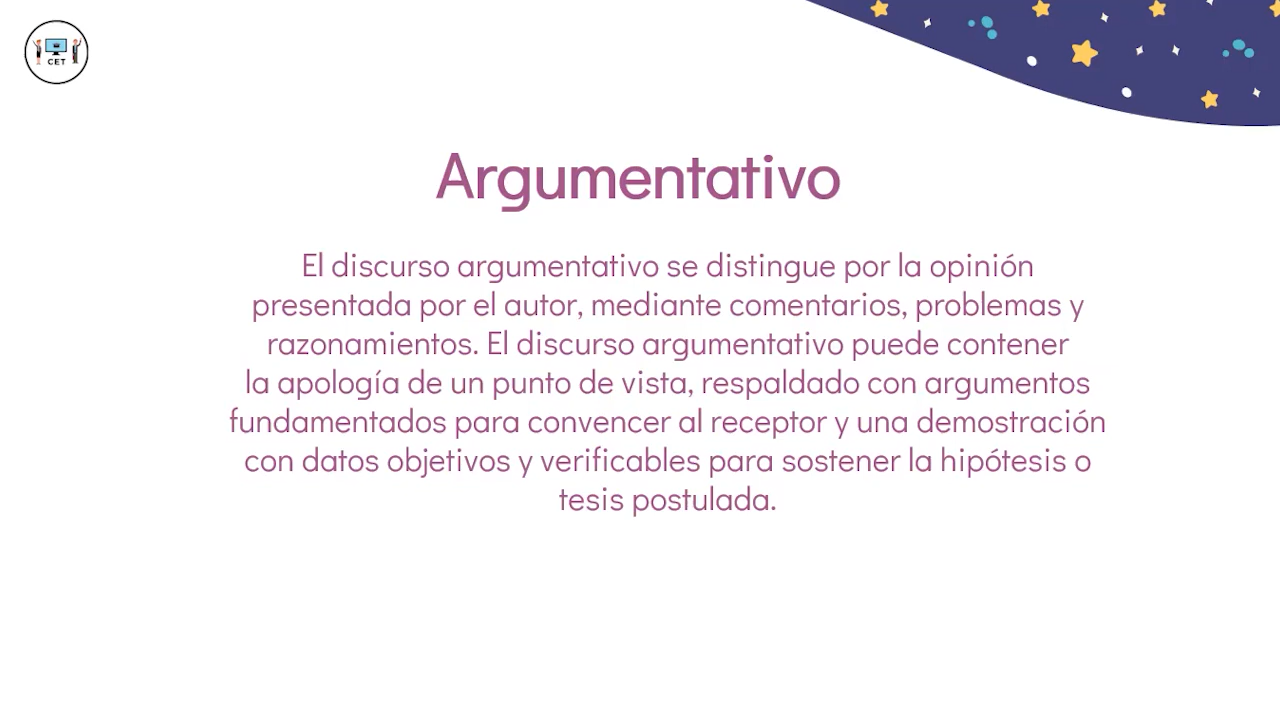 CET
Argumentativo
El discurso argumentativo se distingue por la opinión
presentada por el autor, mediante comentarios, problemas y
razonamientos. El discurso argumentativo puede contener
la apología de un punto de vista, respaldado con argumentos
fundamentados para convencer al receptor y una demostración
con datos objetivos y verificables para sostener la hipótesis o
tesis postulada.